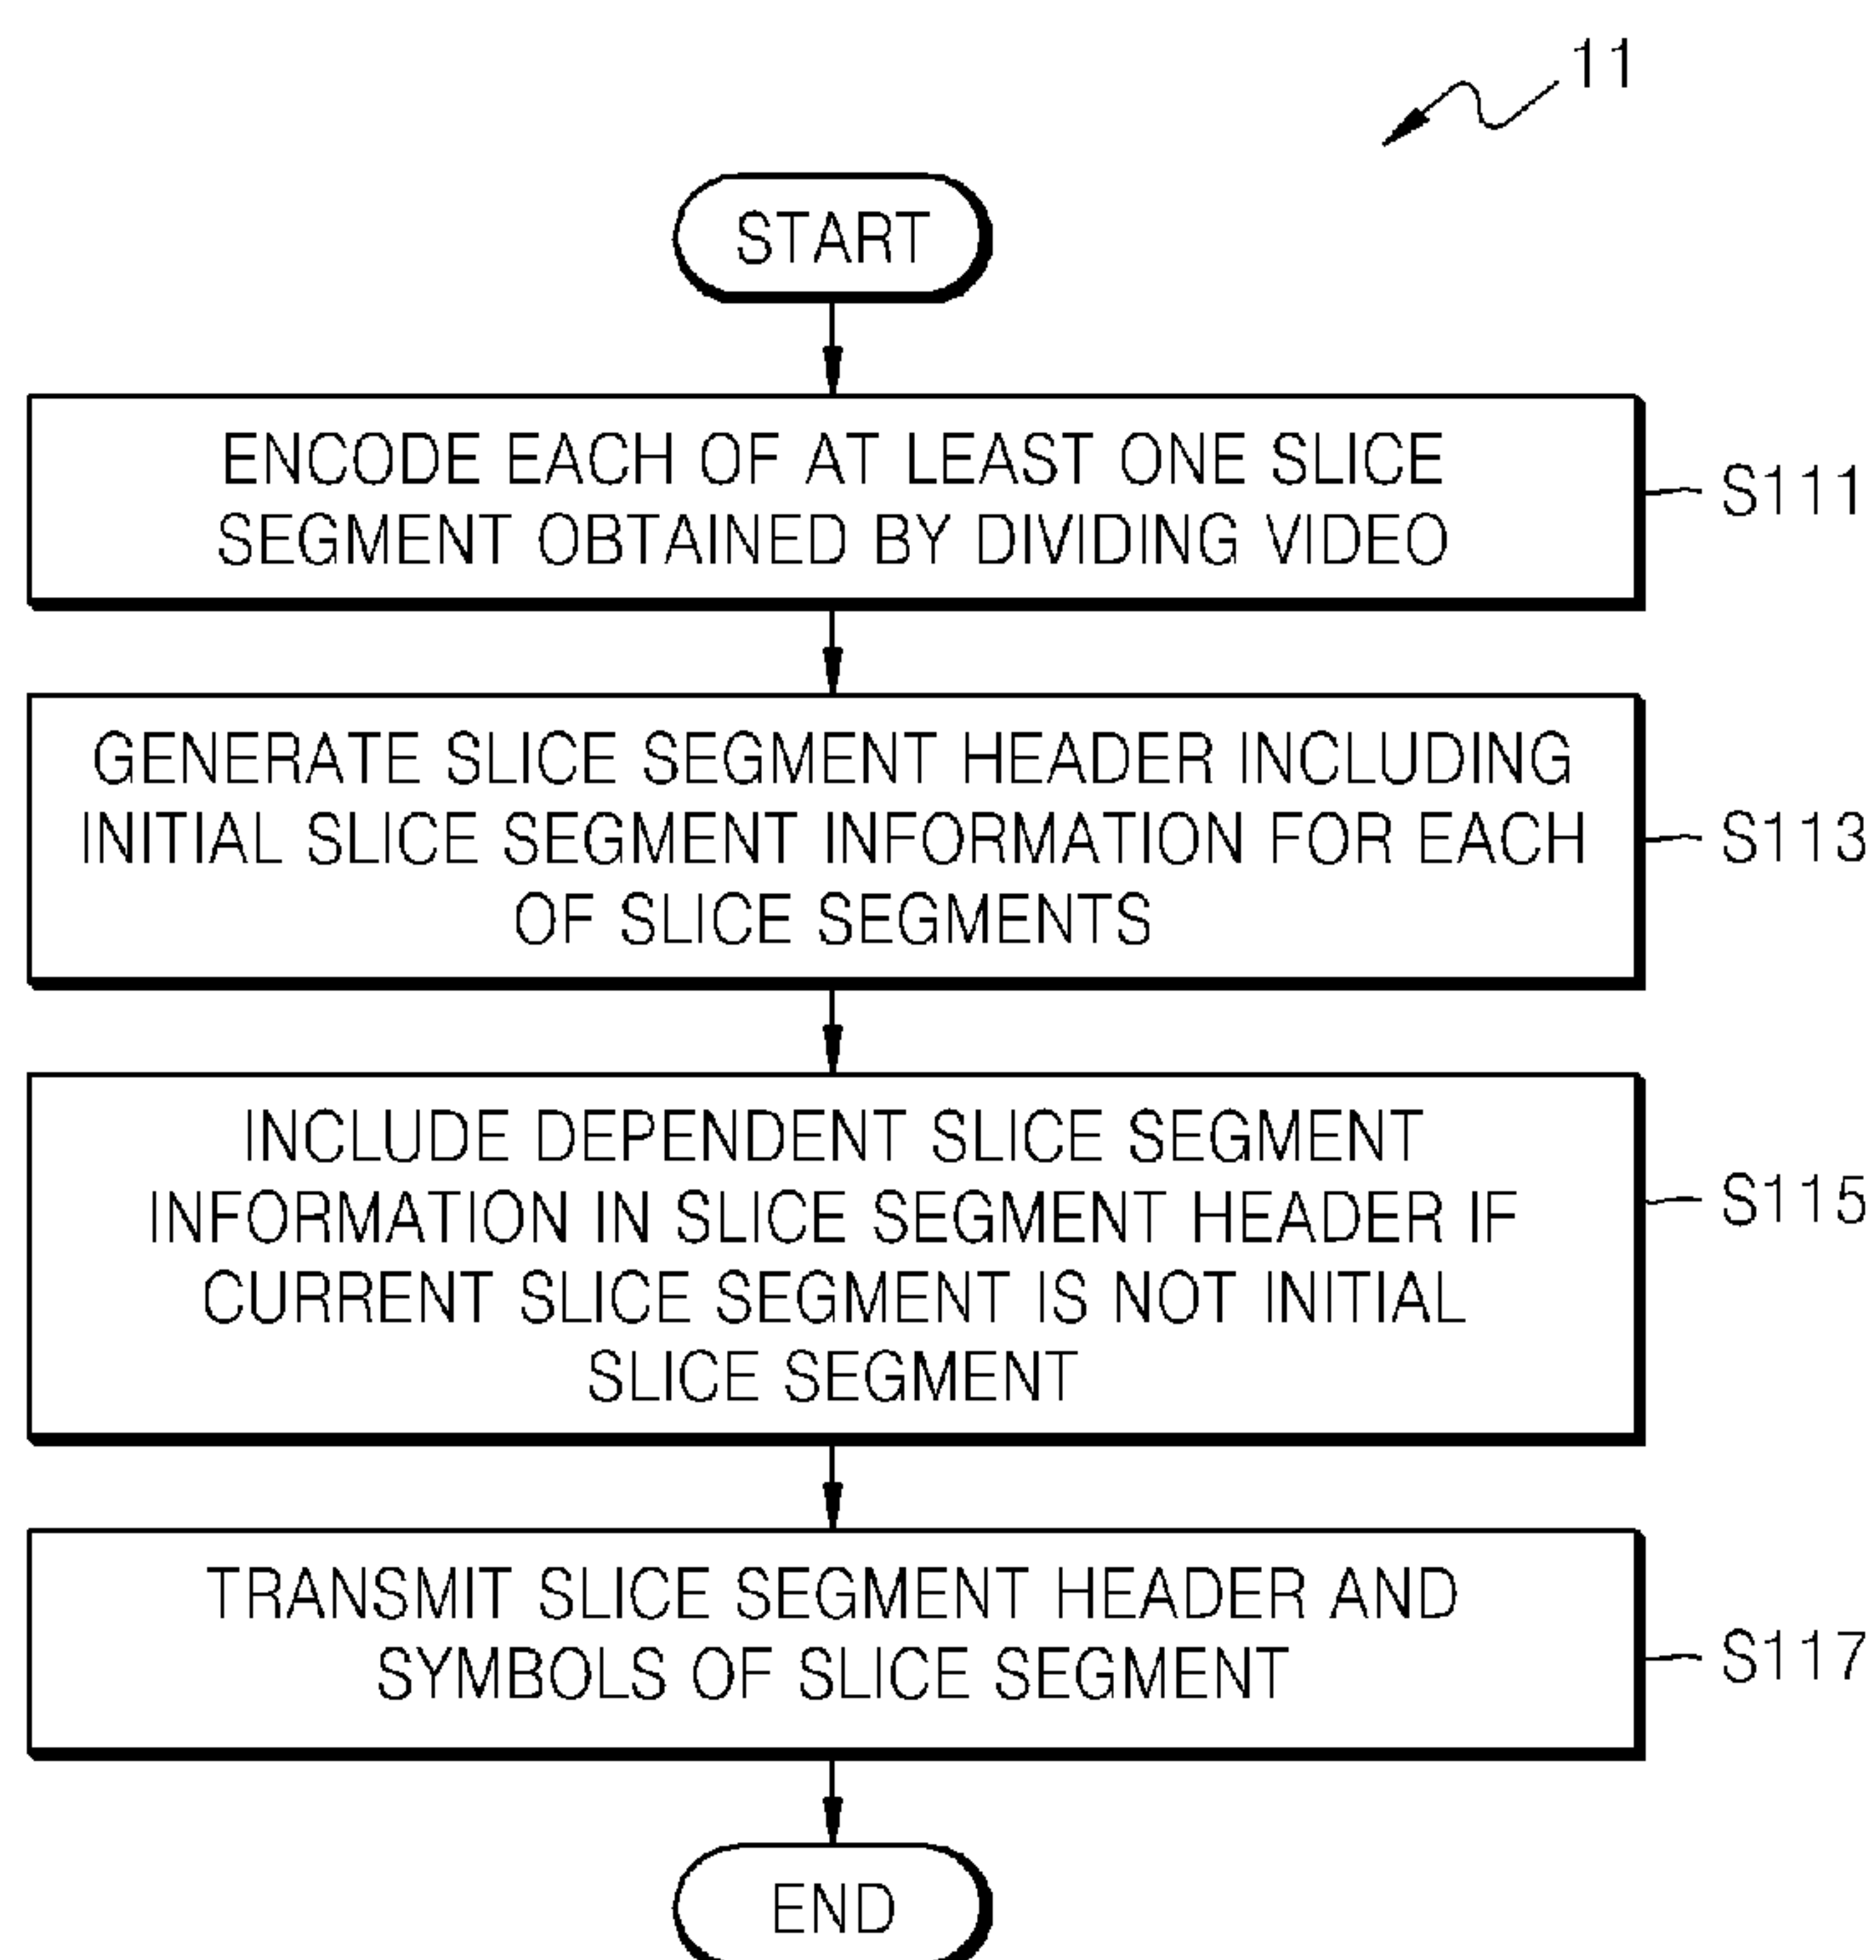 11
START
ENCODE EACH OF AT LEAST ONE SLICE
SEGMENT OBTAINED BY DIVIDING VIDEO
S111
GENERATE SLICE SEGMENT HEADER INCLUDING
INITIAL SLICE SEGMENT INFORMATION FOR EACH
OF SLICE SEGMENTS
S113
INCLUDE DEPENDENT SLICE SEGMENT
INFORMATION IN SLICE SEGMENT HEADER IF
CURRENT SLICE SEGMENT IS NOT INITIAL
SLICE SEGMENT
S115
TRANSMIT SLICE SEGMENT HEADER AND
SYMBOLS OF SLICE SEGMENT
S117
END